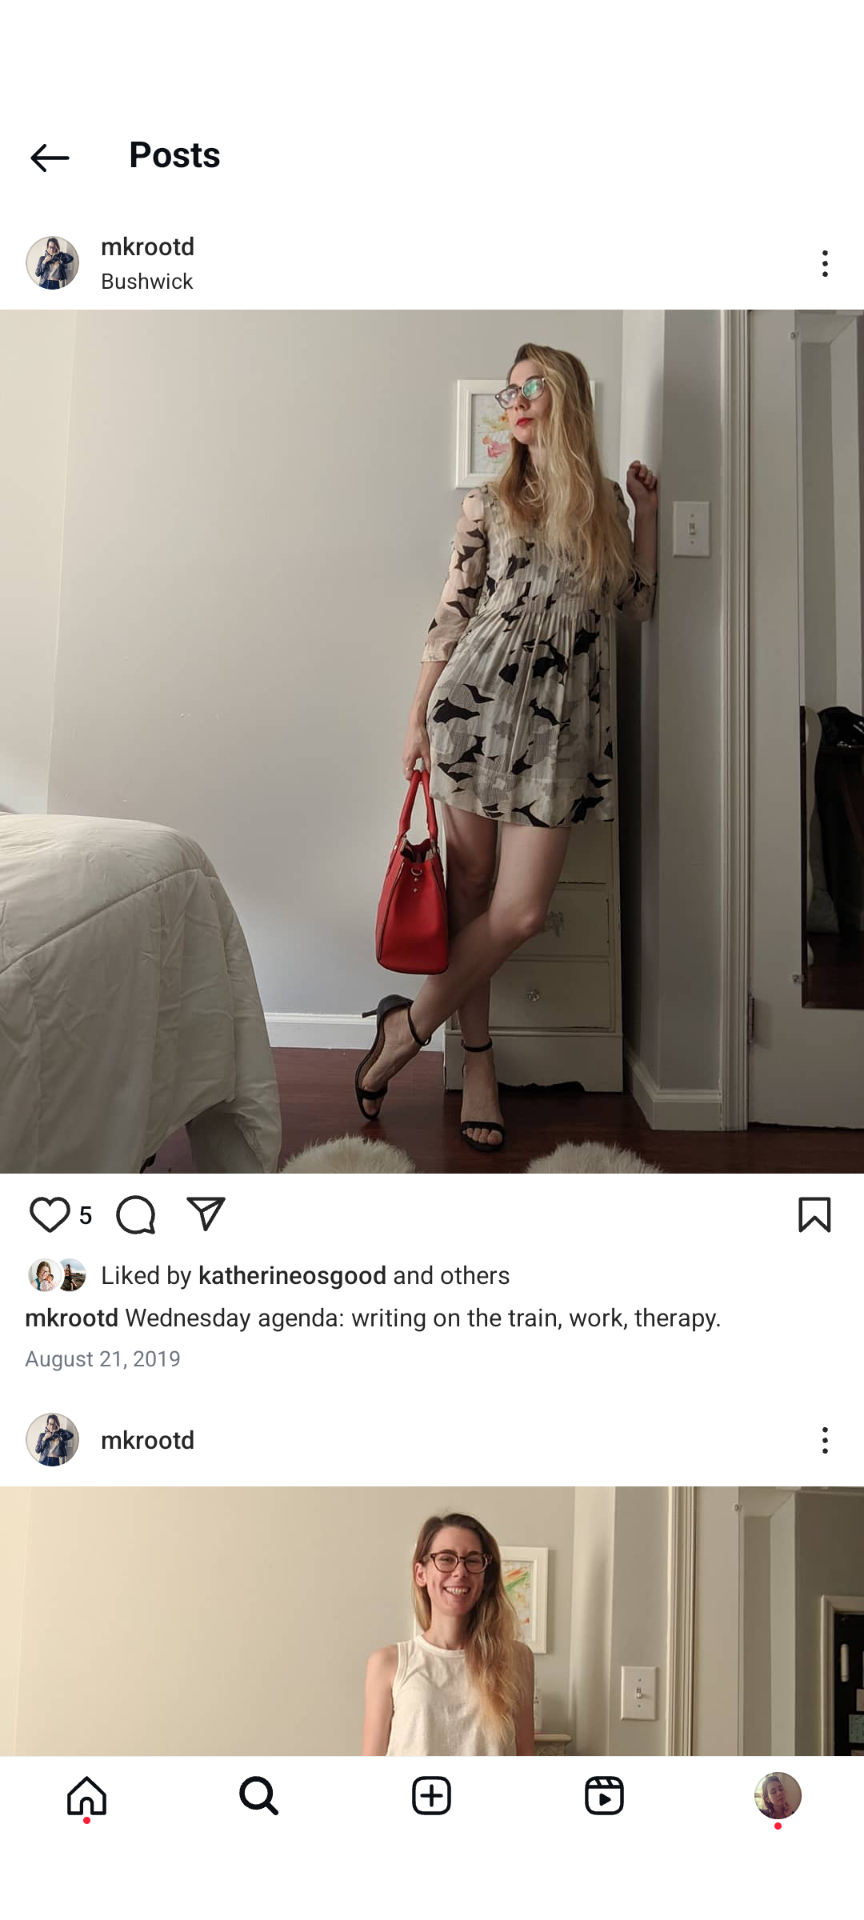 Posts
mkrootd
Bushwick
5
Liked by katherineosgood and others
mkrootd Wednesday agenda: writing on the train, work, therapy.
August 21, 2019
mkrootd